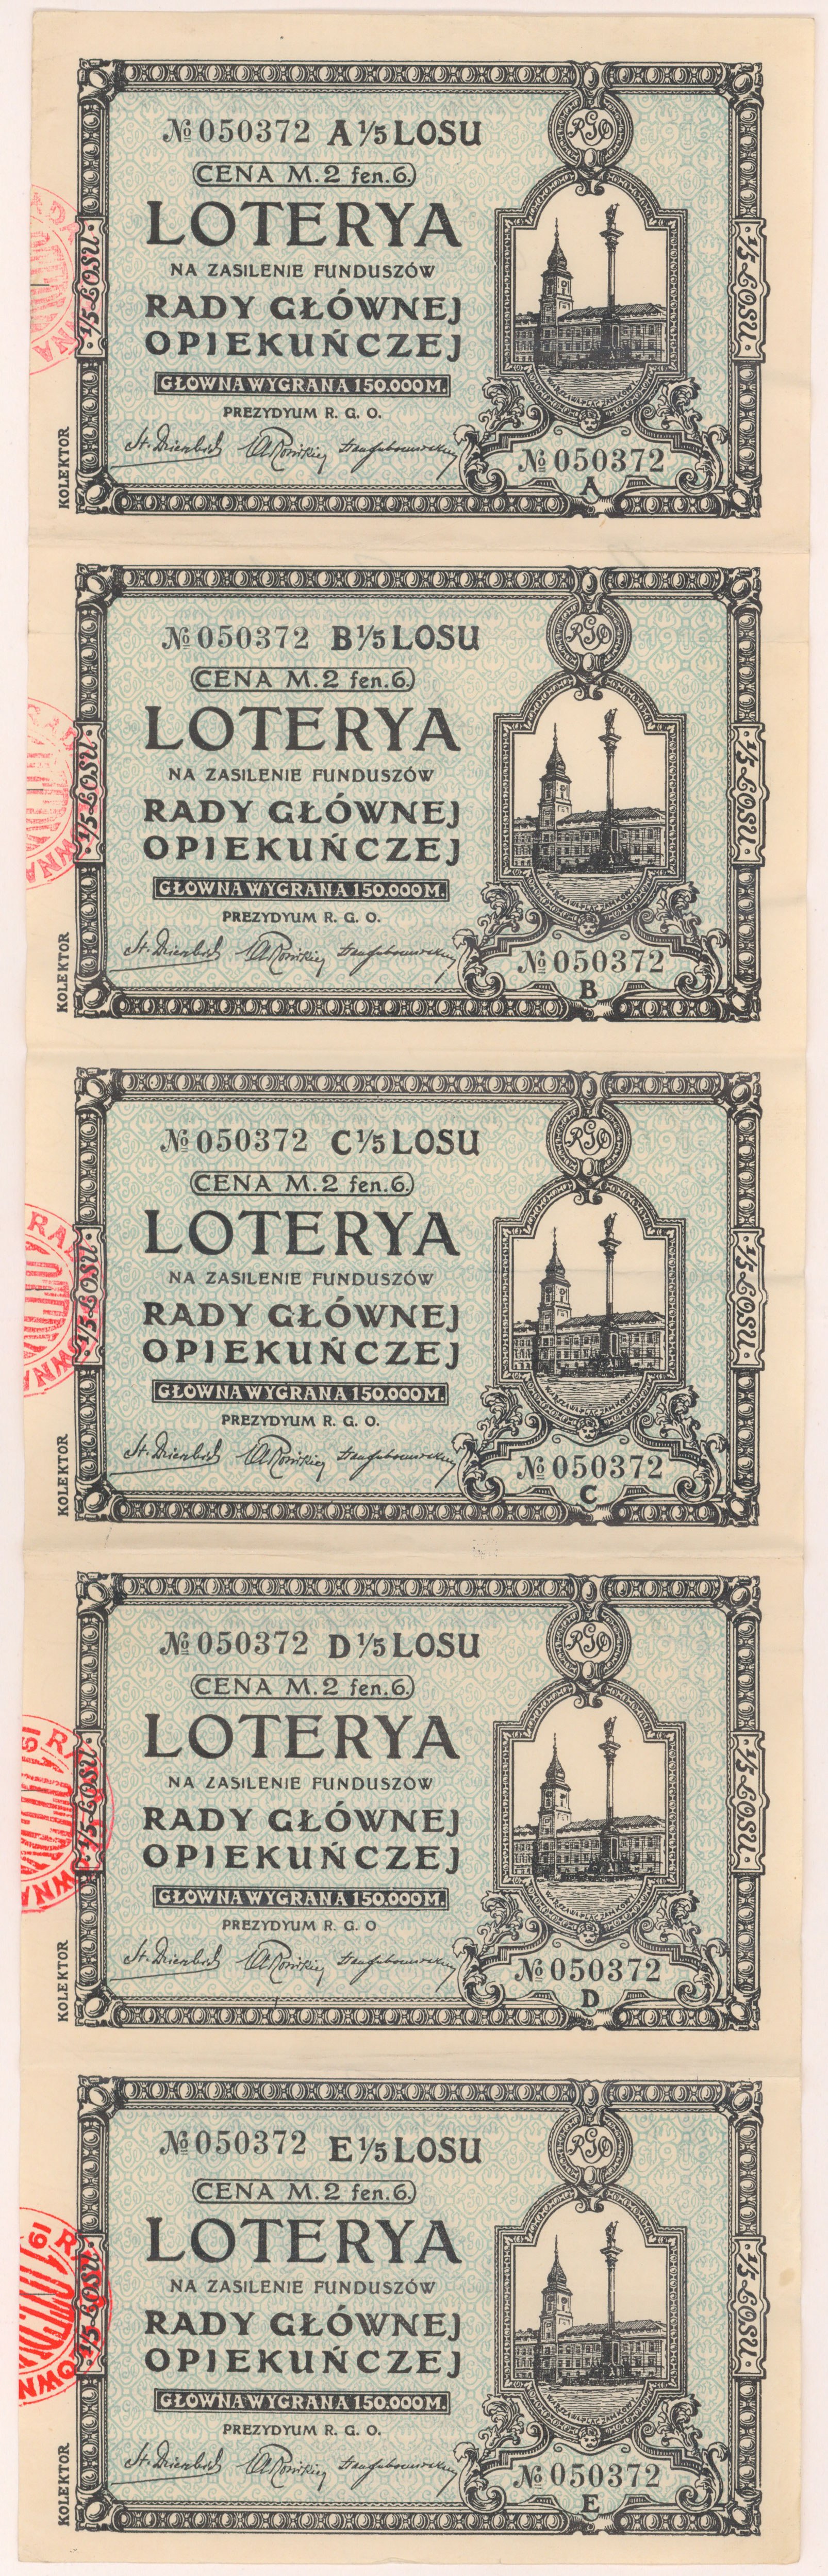 № 050372 A 1/5 LOSU
CENA M. 2 fen. 6.
LOTERYA
NA ZASILENIE FUNDUSZÓW
RADY GŁÓWNEJ
OPIEKUŃCZEJ
GŁÓWNA WYGRANA 150.000 M.
PREZYDYUM R. G. O.
KOLEKTOR
1/5 LOSU
RGO
№ 050372
A
1/5 LOSU
№ 050372 B 1/5 LOSU
CENA M. 2 fen. 6.
LOTERYA
NA ZASILENIE FUNDUSZÓW
RADY GŁÓWNEJ
OPIEKUŃCZEJ
GŁÓWNA WYGRANA 150.000 M.
PREZYDYUM R. G. O.
KOLEKTOR
1/5 LOSU
RGO
№ 050372
B
1/5 LOSU
№ 050372 C 1/5 LOSU
CENA M. 2 fen. 6.
LOTERYA
NA ZASILENIE FUNDUSZÓW
RADY GŁÓWNEJ
OPIEKUŃCZEJ
GŁÓWNA WYGRANA 150.000 M.
PREZYDYUM R. G. O.
KOLEKTOR
1/5 LOSU
RGO
№ 050372
C
1/5 LOSU
№ 050372 D 1/5 LOSU
CENA M. 2 fen. 6.
LOTERYA
NA ZASILENIE FUNDUSZÓW
RADY GŁÓWNEJ
OPIEKUŃCZEJ
GŁÓWNA WYGRANA 150.000 M.
PREZYDYUM R. G. O
KOLEKTOR
1/5 LOSU
RGO
№ 050372
D
1/5 LOSU
№ 050372 E 1/5 LOSU
CENA M. 2 fen. 6.
LOTERYA
NA ZASILENIE FUNDUSZÓW
RADY GŁÓWNEJ
OPIEKUŃCZEJ
GŁÓWNA WYGRANA 150.000 M.
PREZYDYUM R. G. O.
KOLEKTOR
1/5 LOSU
RGO
№ 050372
E
1/5 LOSU